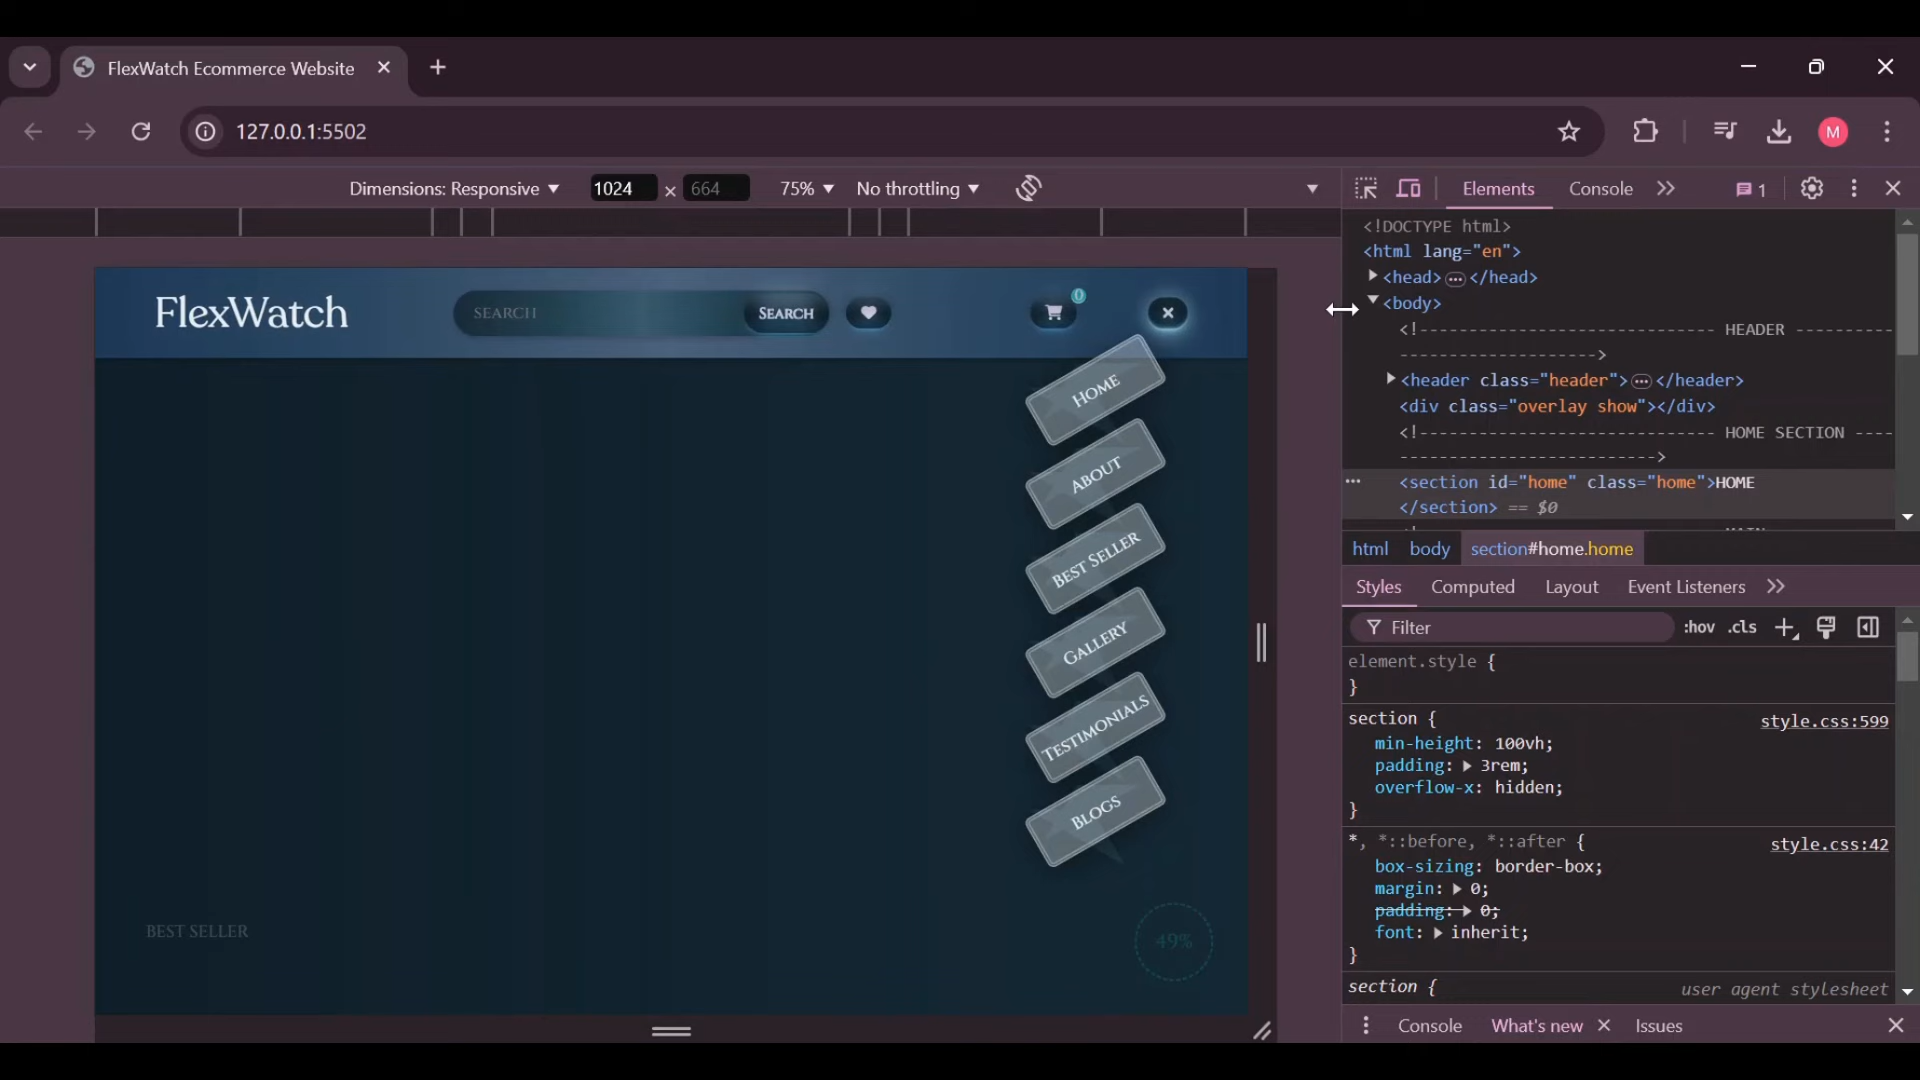 FlexWatch Ecommerce Website
127.0.0.1:5502
M
Dimensions: Responsive 1024 × 664 75% No throttling
Elements Console 1
FlexWatch SEARCH SEARCH 0
HOME
ABOUT
BEST SELLER
GALLERY
TESTIMONIALS
BLOGS
BEST SELLER
49%
<!DOCTYPE html>
<html lang="en">
<head> … </head>
<body>
<!------------------------------ HEADER ----------
--------------------->
<header class="header"> … </header>
<div class="overlay show"></div>
<!------------------------------ HOME SECTION ----
--------------------------->
<section id="home" class="home">HOME
</section> == $0
html body section#home.home
Styles Computed Layout Event Listeners
Filter :hov .cls
element.style {
}
section { style.css:599
min-height: 100vh;
padding: 3rem;
overflow-x: hidden;
}
*, *::before, *::after { style.css:42
box-sizing: border-box;
margin: 0;
padding: 0;
font: inherit;
}
section { user agent stylesheet
Console What's new Issues